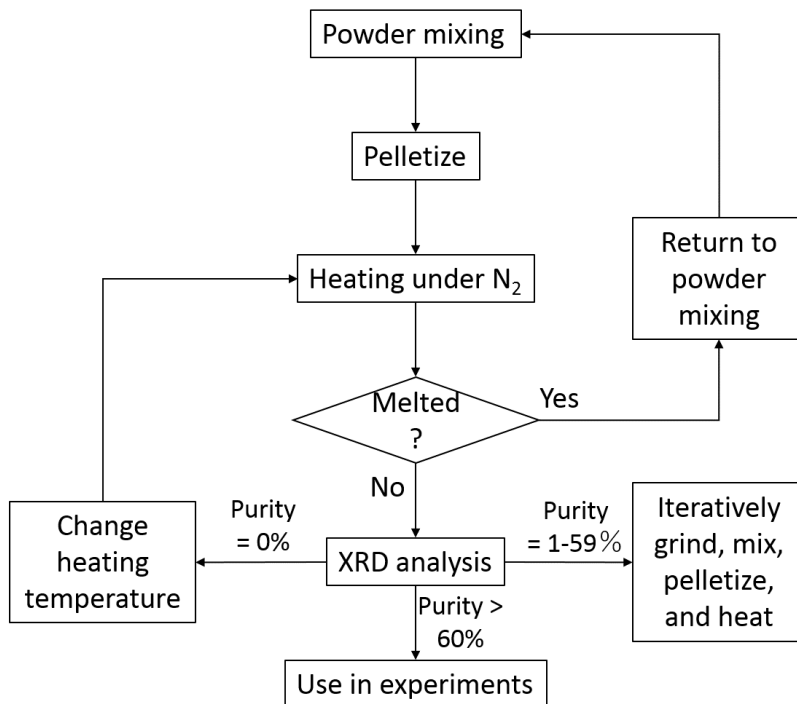 Powder mixing
Pelletize
Heating under N₂
Return to
powder
mixing
Melted
?
Yes
No
Change
heating
temperature
Purity
= 0%
XRD analysis
Purity
= 1-59%
Iteratively
grind, mix,
pelletize,
and heat
Purity >
60%
Use in experiments